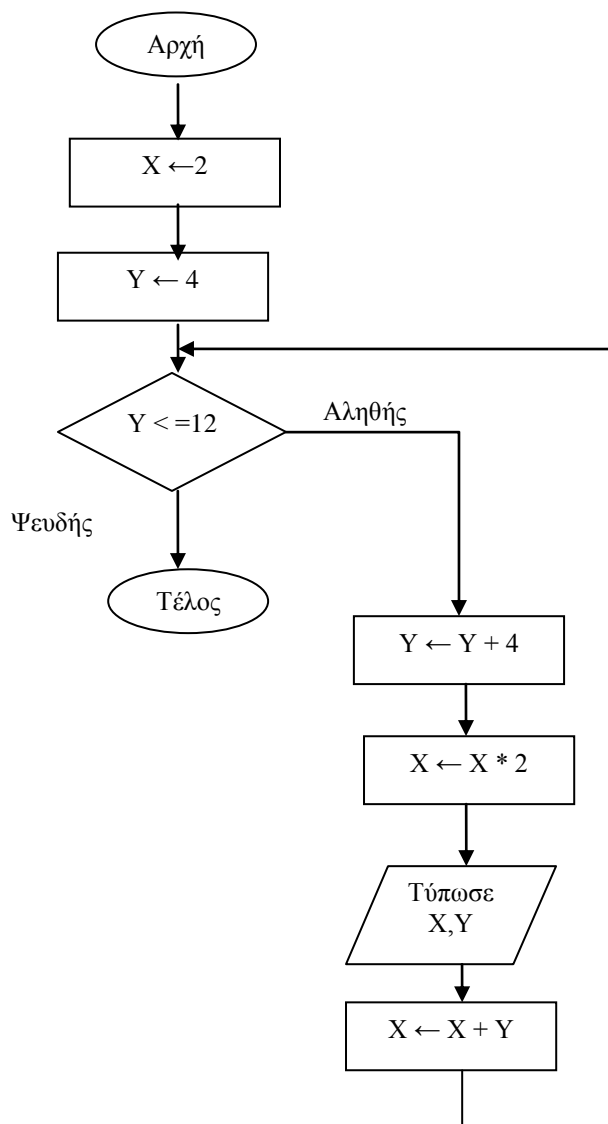 Αρχή
X ←2
Y ← 4
Y < =12
Αληθής
Ψευδής
Τέλος
Y ← Y + 4
X ← X * 2
Τύπωσε
X,Y
X ← X + Y